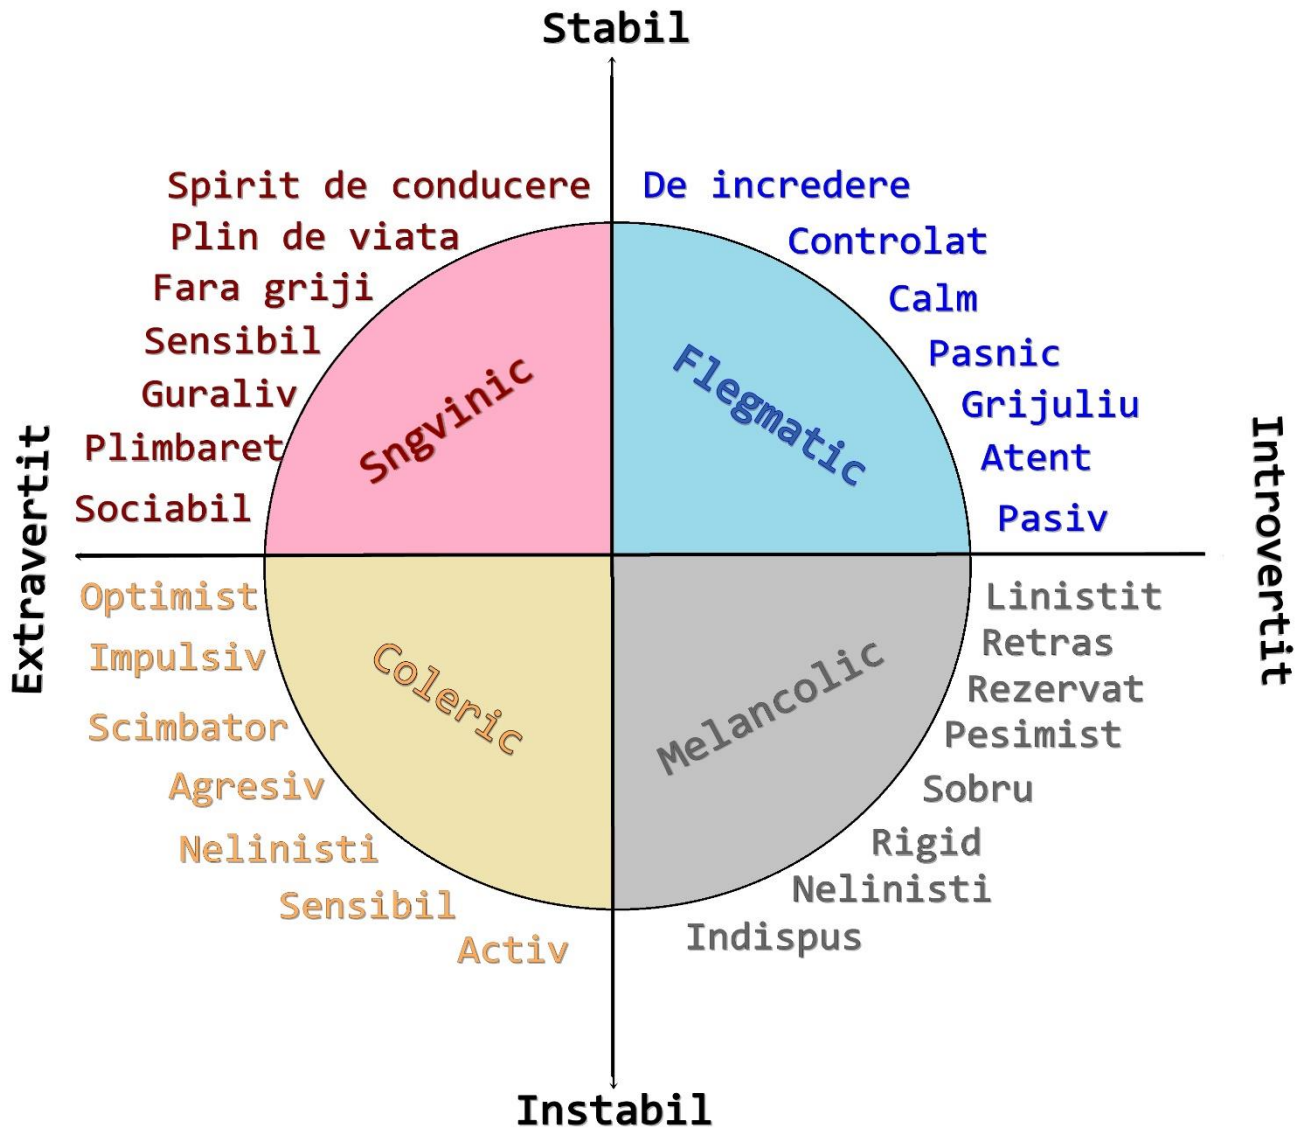 Stabil
Spirit de conducere
Plin de viata
Fara griji
Sensibil
Guraliv
Plimbaret
Sociabil
Sngvinic
De incredere
Controlat
Calm
Pasnic
Grijuliu
Atent
Pasiv
Flegmatic
Extravertit
Introvertit
Optimist
Impulsiv
Scimbator
Agresiv
Nelinisti
Sensibil
Activ
Coleric
Linistit
Retras
Rezervat
Pesimist
Sobru
Rigid
Nelinisti
Indispus
Melancolic
Instabil